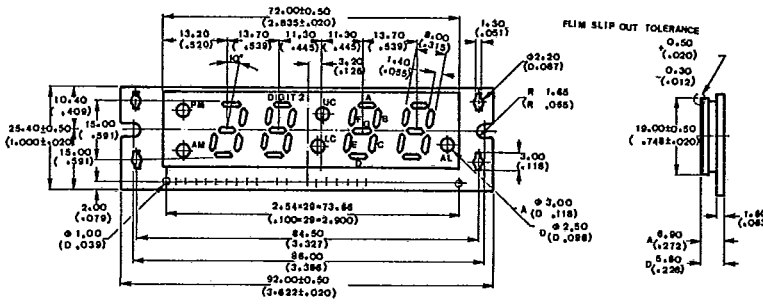 72.00±0.50
(2.835±.020)
13.20
(.520)
13.70
(.539)
11.30
(.445)
11.30
(.445)
13.70
(.539)
8.00
(.315)
1.30
(.051)
10°
3.20
(.126)
1.40
(.055)
FLIM SLIP OUT TOLERANCE
+0.50
(.020)
-0.30
(.012)
Φ2.20
(0.087)
R 1.65
(R .065)
10.40
(.409)
25.40±0.50
(1.000±.020)
15.00
(.591)
15.00
(.591)
PM
DIGIT 2
UC
A
B
F
G
AM
LC
E
C
D
AL
19.00±0.50
(.748±.020)
3.00
(.118)
2.00
(.079)
Φ1.00
(D .039)
2.54×29=73.66
(.100×29=2.900)
A Φ3.00
(D .118)
D Φ2.50
(D .098)
84.50
(3.327)
86.00
(3.386)
92.00±0.50
(3.622±.020)
A 6.90
(.272)
D 5.80
(.228)